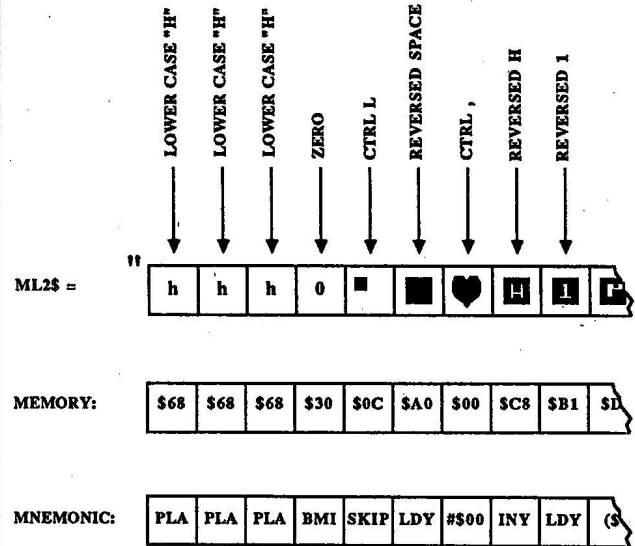 LOWER CASE "H"
LOWER CASE "H"
LOWER CASE "H"
ZERO
CTRL L
REVERSED SPACE
CTRL ,
REVERSED H
REVERSED 1
ML2$ = " h h h 0 H 1
MEMORY: $68 $68 $68 $30 $0C $A0 $00 $C8 $B1 $D
MNEMONIC: PLA PLA PLA BMI SKIP LDY #$00 INY LDY ($